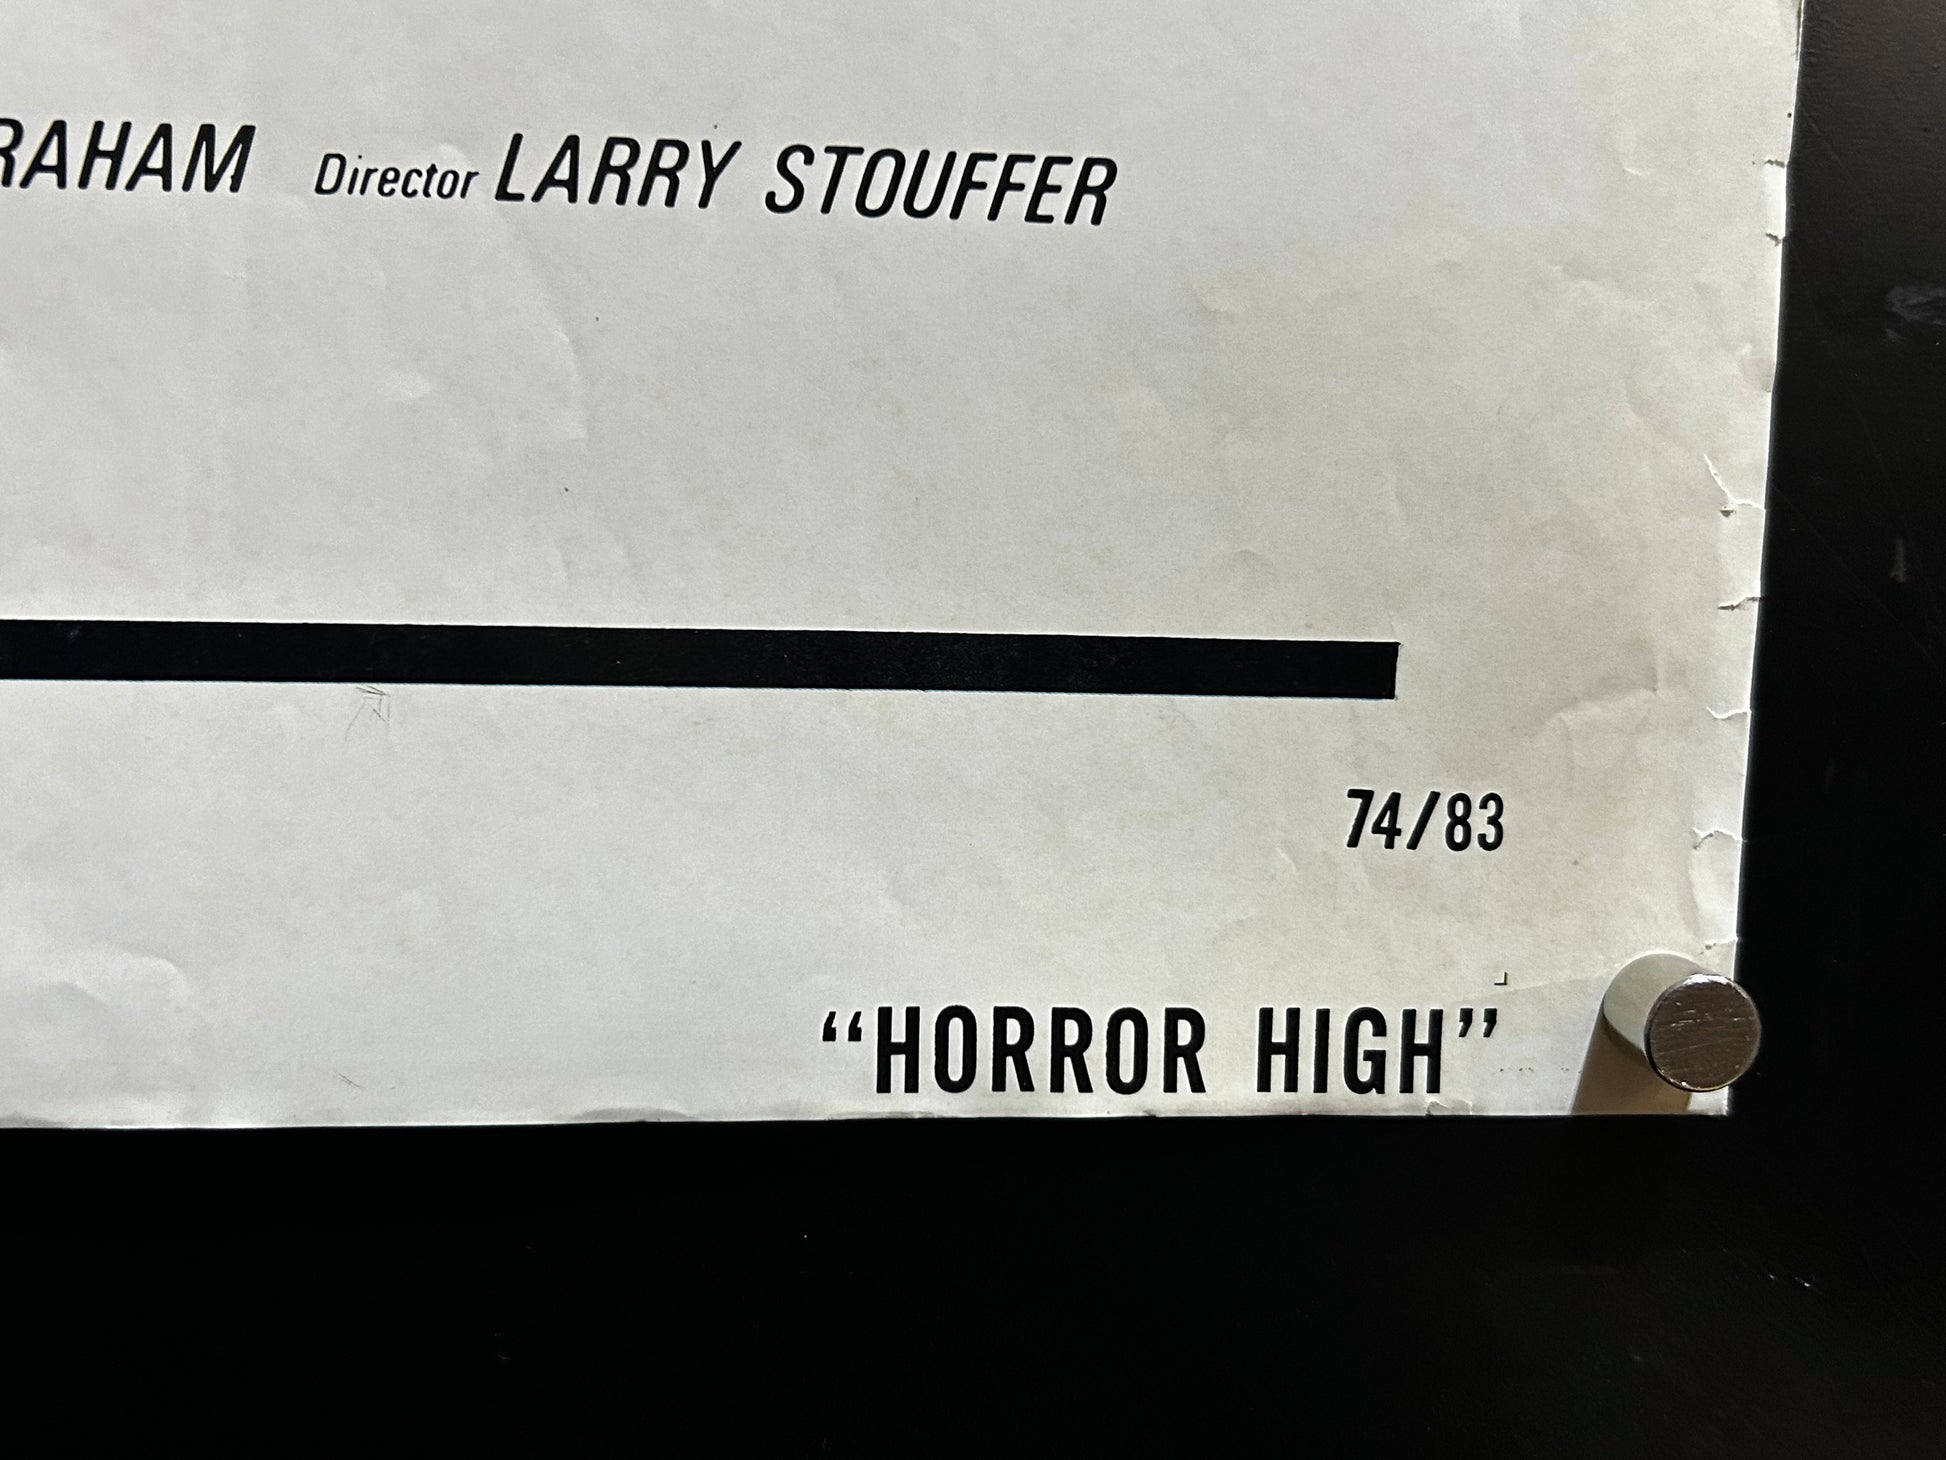 RAHAM Director LARRY STOUFFER
74/83
“HORROR HIGH”